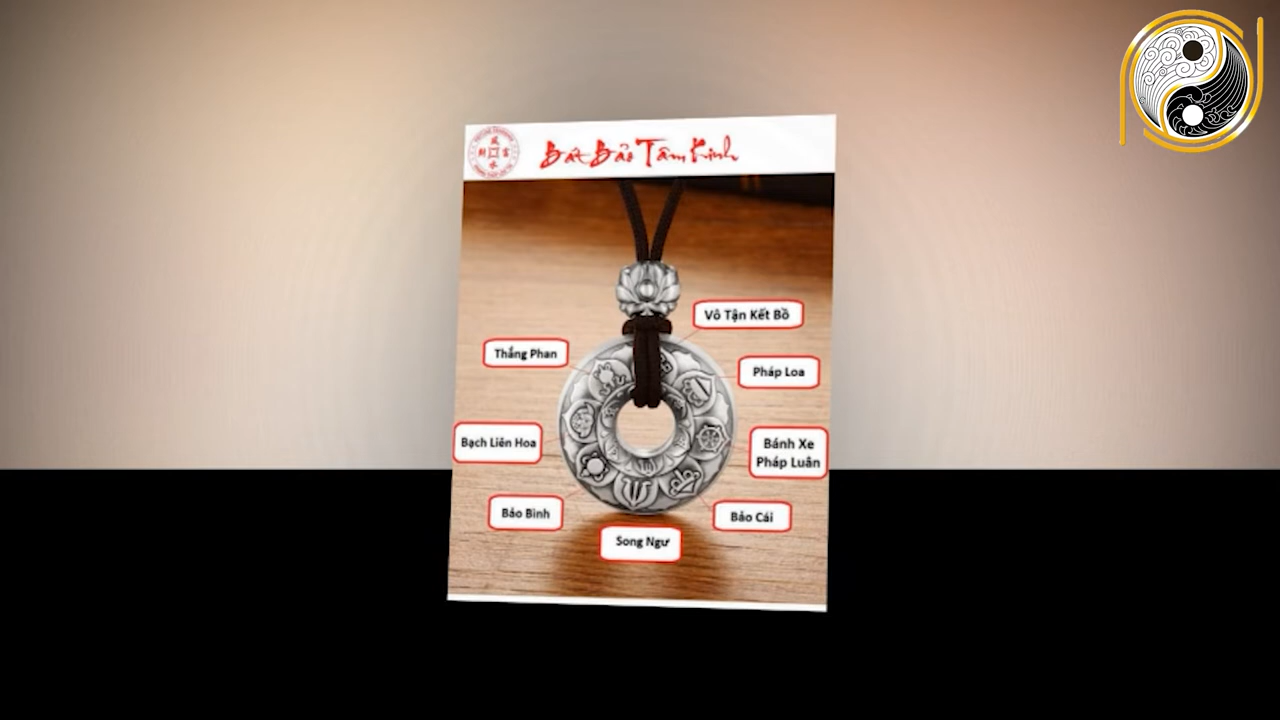 Bát Bảo Tâm Kinh
Vô Tận Kết Bồ
Thắng Phan
Pháp Loa
Bạch Liên Hoa
Bánh Xe
Pháp Luân
Bảo Bình
Bảo Cái
Song Ngư